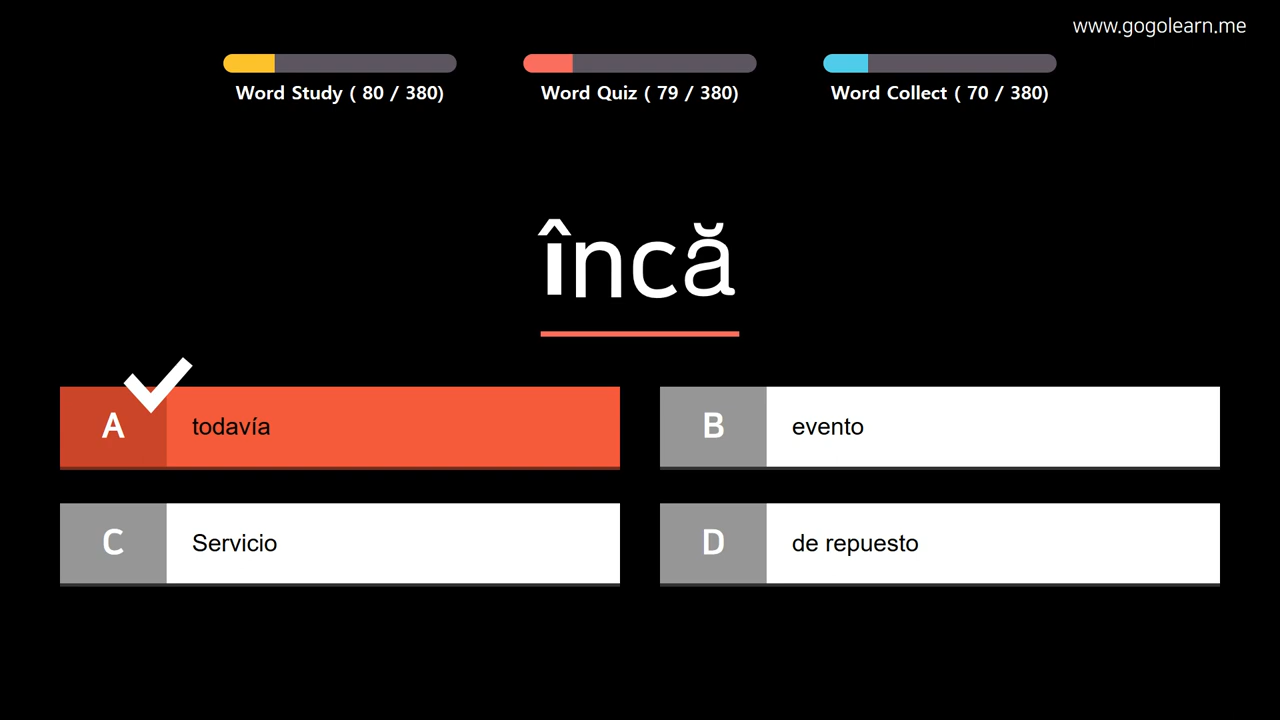 www.gogolearn.me
Word Study ( 80 / 380)
Word Quiz ( 79 / 380)
Word Collect ( 70 / 380)
încă
A todavía
B evento
C Servicio
D de repuesto